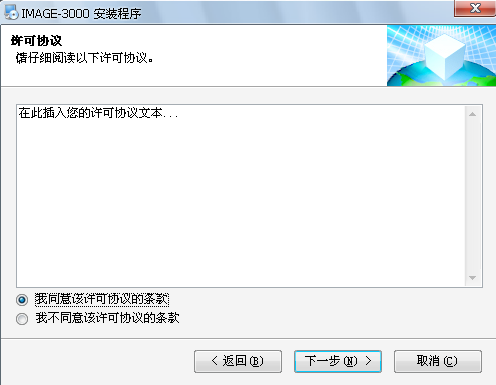 IMAGE-3000 安装程序
许可协议
请仔细阅读以下许可协议。
在此插入您的许可协议文本...
我同意该许可协议的条款
我不同意该许可协议的条款
< 返回(B)
下一步(N) >
取消(C)